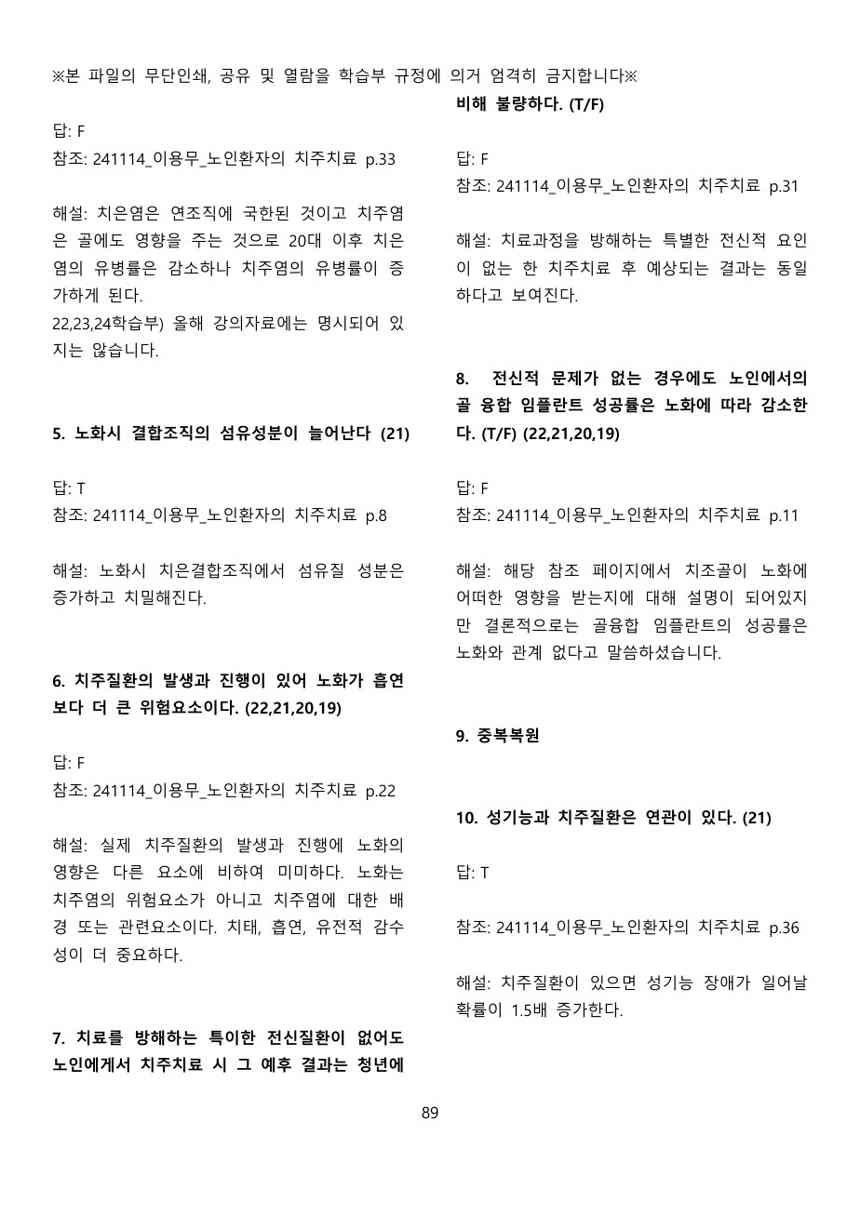 ※본 파일의 무단인쇄, 공유 및 열람을 학습부 규정에 의거 엄격히 금지합니다※
답: F
참조: 241114_이용무_노인환자의 치주치료 p.33
해설: 치은염은 연조직에 국한된 것이고 치주염
은 골에도 영향을 주는 것으로 20대 이후 치은
염의 유병률은 감소하나 치주염의 유병률이 증
가하게 된다.
22,23,24학습부) 올해 강의자료에는 명시되어 있
지는 않습니다.
5. 노화시 결합조직의 섬유성분이 늘어난다 (21)
답: T
참조: 241114_이용무_노인환자의 치주치료 p.8
해설: 노화시 치은결합조직에서 섬유질 성분은
증가하고 치밀해진다.
6. 치주질환의 발생과 진행이 있어 노화가 흡연
보다 더 큰 위험요소이다. (22,21,20,19)
답: F
참조: 241114_이용무_노인환자의 치주치료 p.22
해설: 실제 치주질환의 발생과 진행에 노화의
영향은 다른 요소에 비하여 미미하다. 노화는
치주염의 위험요소가 아니고 치주염에 대한 배
경 또는 관련요소이다. 치태, 흡연, 유전적 감수
성이 더 중요하다.
7. 치료를 방해하는 특이한 전신질환이 없어도
노인에게서 치주치료 시 그 예후 결과는 청년에
비해 불량하다. (T/F)
답: F
참조: 241114_이용무_노인환자의 치주치료 p.31
해설: 치료과정을 방해하는 특별한 전신적 요인
이 없는 한 치주치료 후 예상되는 결과는 동일
하다고 보여진다.
8. 전신적 문제가 없는 경우에도 노인에서의
골 융합 임플란트 성공률은 노화에 따라 감소한
다. (T/F) (22,21,20,19)
답: F
참조: 241114_이용무_노인환자의 치주치료 p.11
해설: 해당 참조 페이지에서 치조골이 노화에
어떠한 영향을 받는지에 대해 설명이 되어있지
만 결론적으로는 골융합 임플란트의 성공률은
노화와 관계 없다고 말씀하셨습니다.
9. 중복복원
10. 성기능과 치주질환은 연관이 있다. (21)
답: T
참조: 241114_이용무_노인환자의 치주치료 p.36
해설: 치주질환이 있으면 성기능 장애가 일어날
확률이 1.5배 증가한다.
89